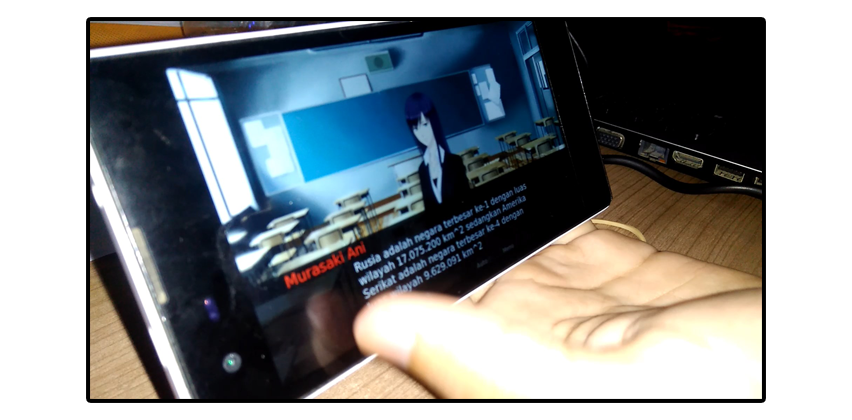 Murasaki Ani
Rusia adalah negara terbesar ke-1 dengan luas
wilayah 17.075.200 km^2 sedangkan Amerika
Serikat adalah negara terbesar ke-4 dengan
wilayah 9.629.091 km^2